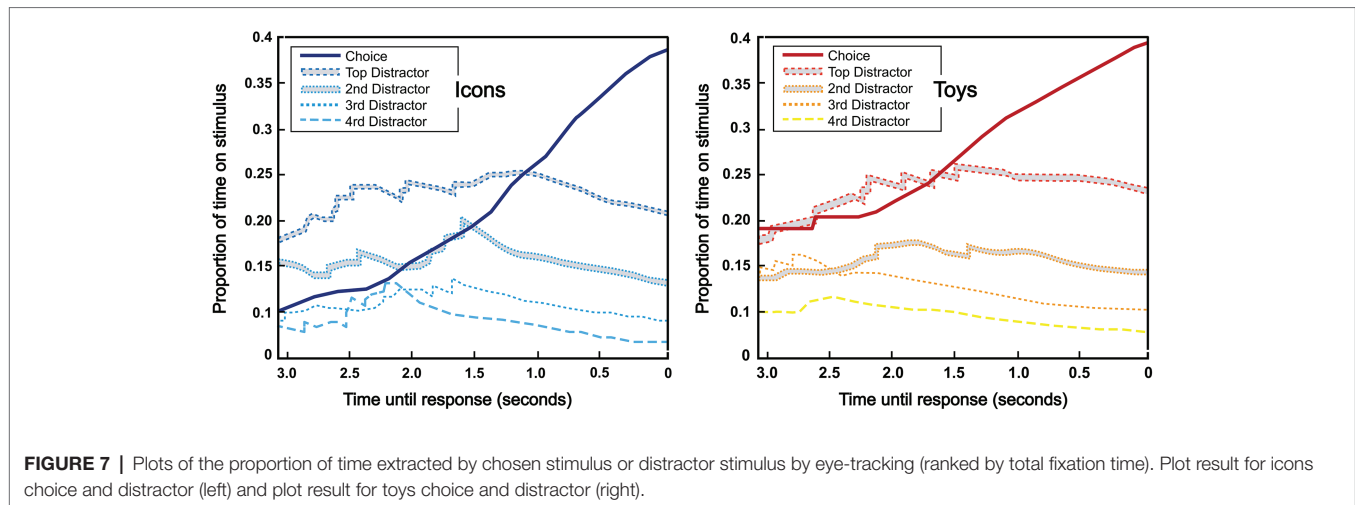 0.4
0.35
0.3
0.25
0.20
0.15
0.1
0
Proportion of time on stimulus
Choice
Top Distractor
2nd Distractor
3rd Distractor
4rd Distractor
Icons
3.0 2.5 2.0 1.5 1.0 0.5 0
Time until response (seconds)
0.4
0.35
0.3
0.25
0.20
0.15
0.1
0
Proportion of time on stimulus
Choice
Top Distractor
2nd Distractor
3rd Distractor
4rd Distractor
Toys
3.0 2.5 2.0 1.5 1.0 0.5 0
Time until response (seconds)
FIGURE 7 | Plots of the proportion of time extracted by chosen stimulus or distractor stimulus by eye-tracking (ranked by total fixation time). Plot result for icons
choice and distractor (left) and plot result for toys choice and distractor (right).